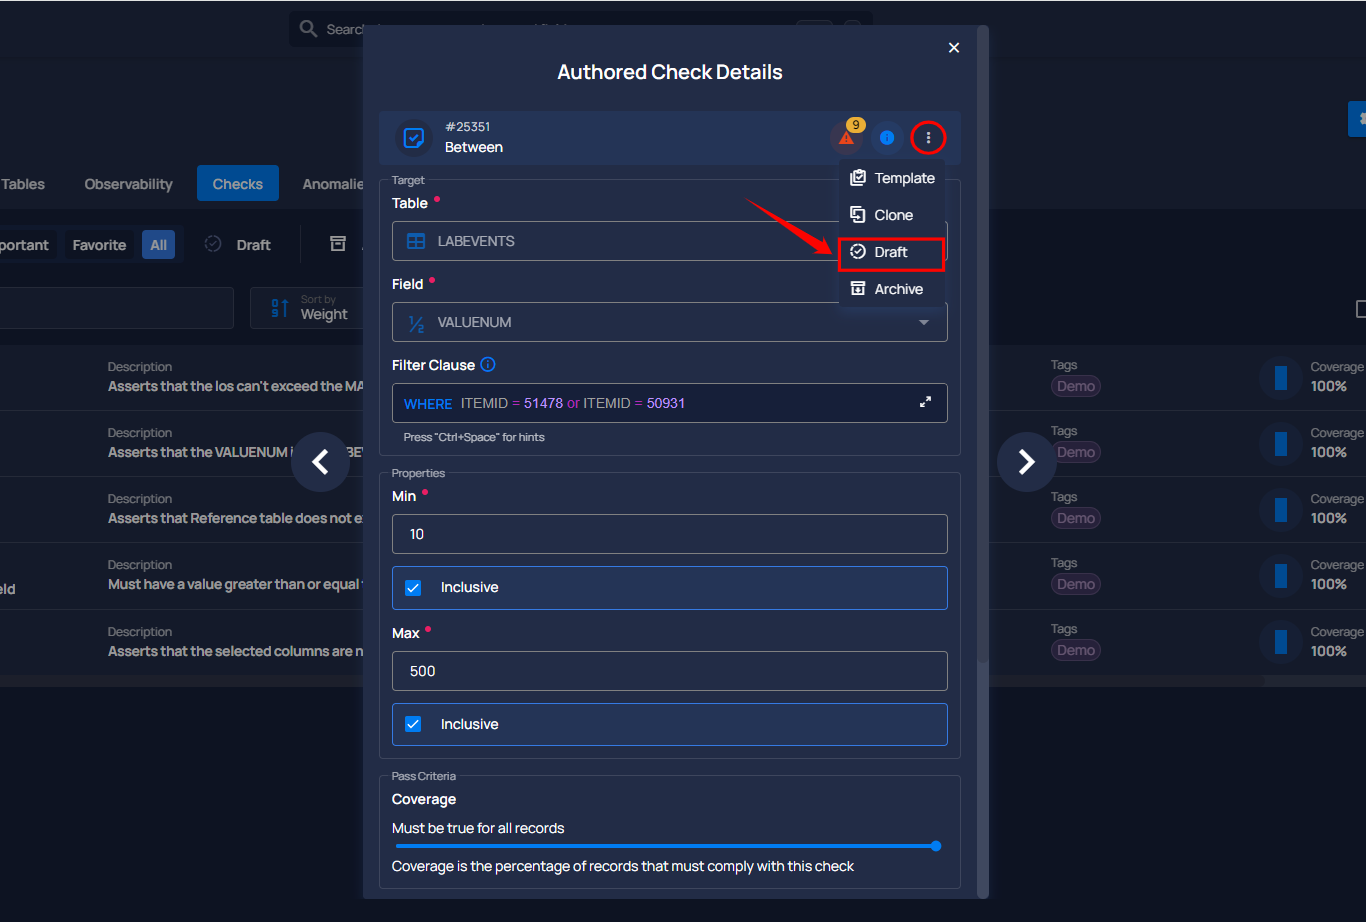 Search
Authored Check Details
#25351
Between
9
Template
Clone
Draft
Archive
Tables
Observability
Checks
Favorite
All
Draft
Sort by
Weight
Target
Table
LABEVENTS
Field
VALUENUM
Filter Clause
WHERE ITEMID = 51478 or ITEMID = 50931
Press "Ctrl+Space" for hints
Properties
Min
10
Inclusive
Max
500
Inclusive
Pass Criteria
Coverage
Must be true for all records
Coverage is the percentage of records that must comply with this check
Description
Asserts that the los can't exceed the MA
Tags
Demo
Coverage
100%
Description
Asserts that the VALUENUM
Tags
Demo
Coverage
100%
Description
Asserts that Reference table does not e
Tags
Demo
Coverage
100%
Description
Must have a value greater than or equal
Tags
Demo
Coverage
100%
Description
Asserts that the selected columns are n
Tags
Demo
Coverage
100%